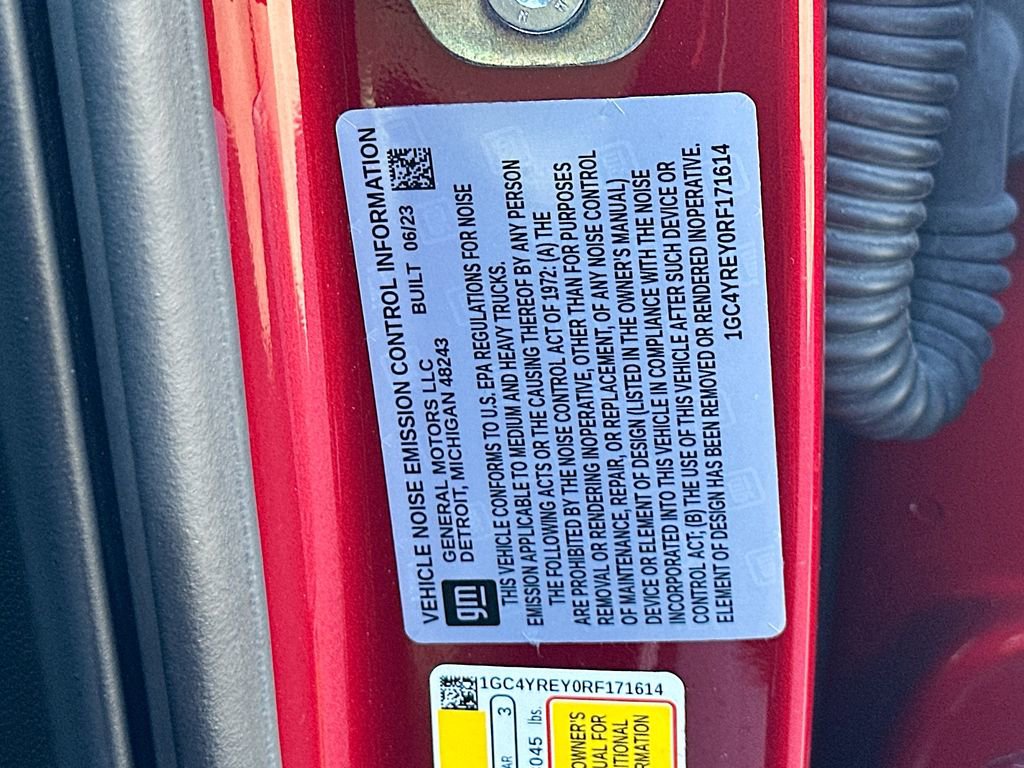 VEHICLE NOISE EMISSION CONTROL INFORMATION
gm
GENERAL MOTORS LLC
DETROIT, MICHIGAN 48243
BUILT 06/23
THIS VEHICLE CONFORMS TO U.S. EPA REGULATIONS FOR NOISE
EMISSION APPLICABLE TO MEDIUM AND HEAVY TRUCKS.
THE FOLLOWING ACTS OR THE CAUSING THEREOF BY ANY PERSON
ARE PROHIBITED BY THE NOISE CONTROL ACT OF 1972: (A) THE
REMOVAL OR RENDERING INOPERATIVE, OTHER THAN FOR PURPOSES
OF MAINTENANCE, REPAIR, OR REPLACEMENT, OF ANY NOISE CONTROL
DEVICE OR ELEMENT OF DESIGN (LISTED IN THE OWNER'S MANUAL)
INCORPORATED INTO THIS VEHICLE IN COMPLIANCE WITH THE NOISE
CONTROL ACT, (B) THE USE OF THIS VEHICLE AFTER SUCH DEVICE OR
ELEMENT OF DESIGN HAS BEEN REMOVED OR RENDERED INOPERATIVE.
1GC4YREY0RF171614
1GC4YREY0RF171614
AR 3
045 lbs.
OWNER'S
UAL FOR
ITIONAL
RMATION